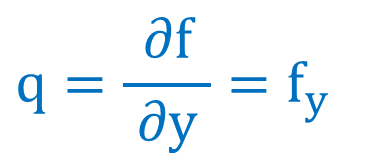 q = ∂f/∂y = f_y